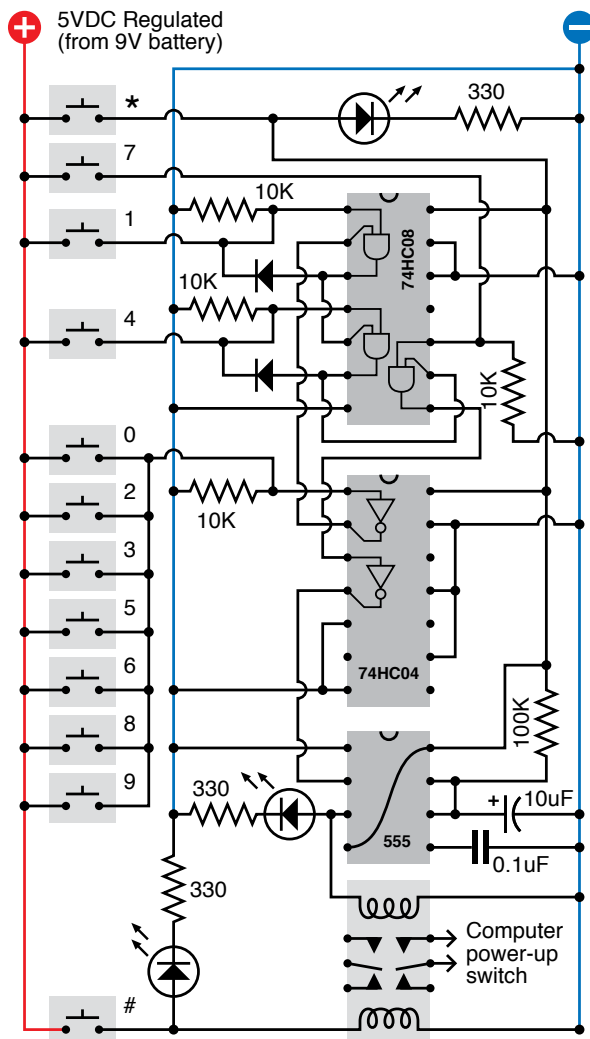 5VDC Regulated
(from 9V battery)
*
330
7
10K
1
74HC08
10K
4
10K
0
10K
2
3
5
74HC04
6
100K
8
9
330
+
10uF
555
0.1uF
330
Computer
power-up
switch
#